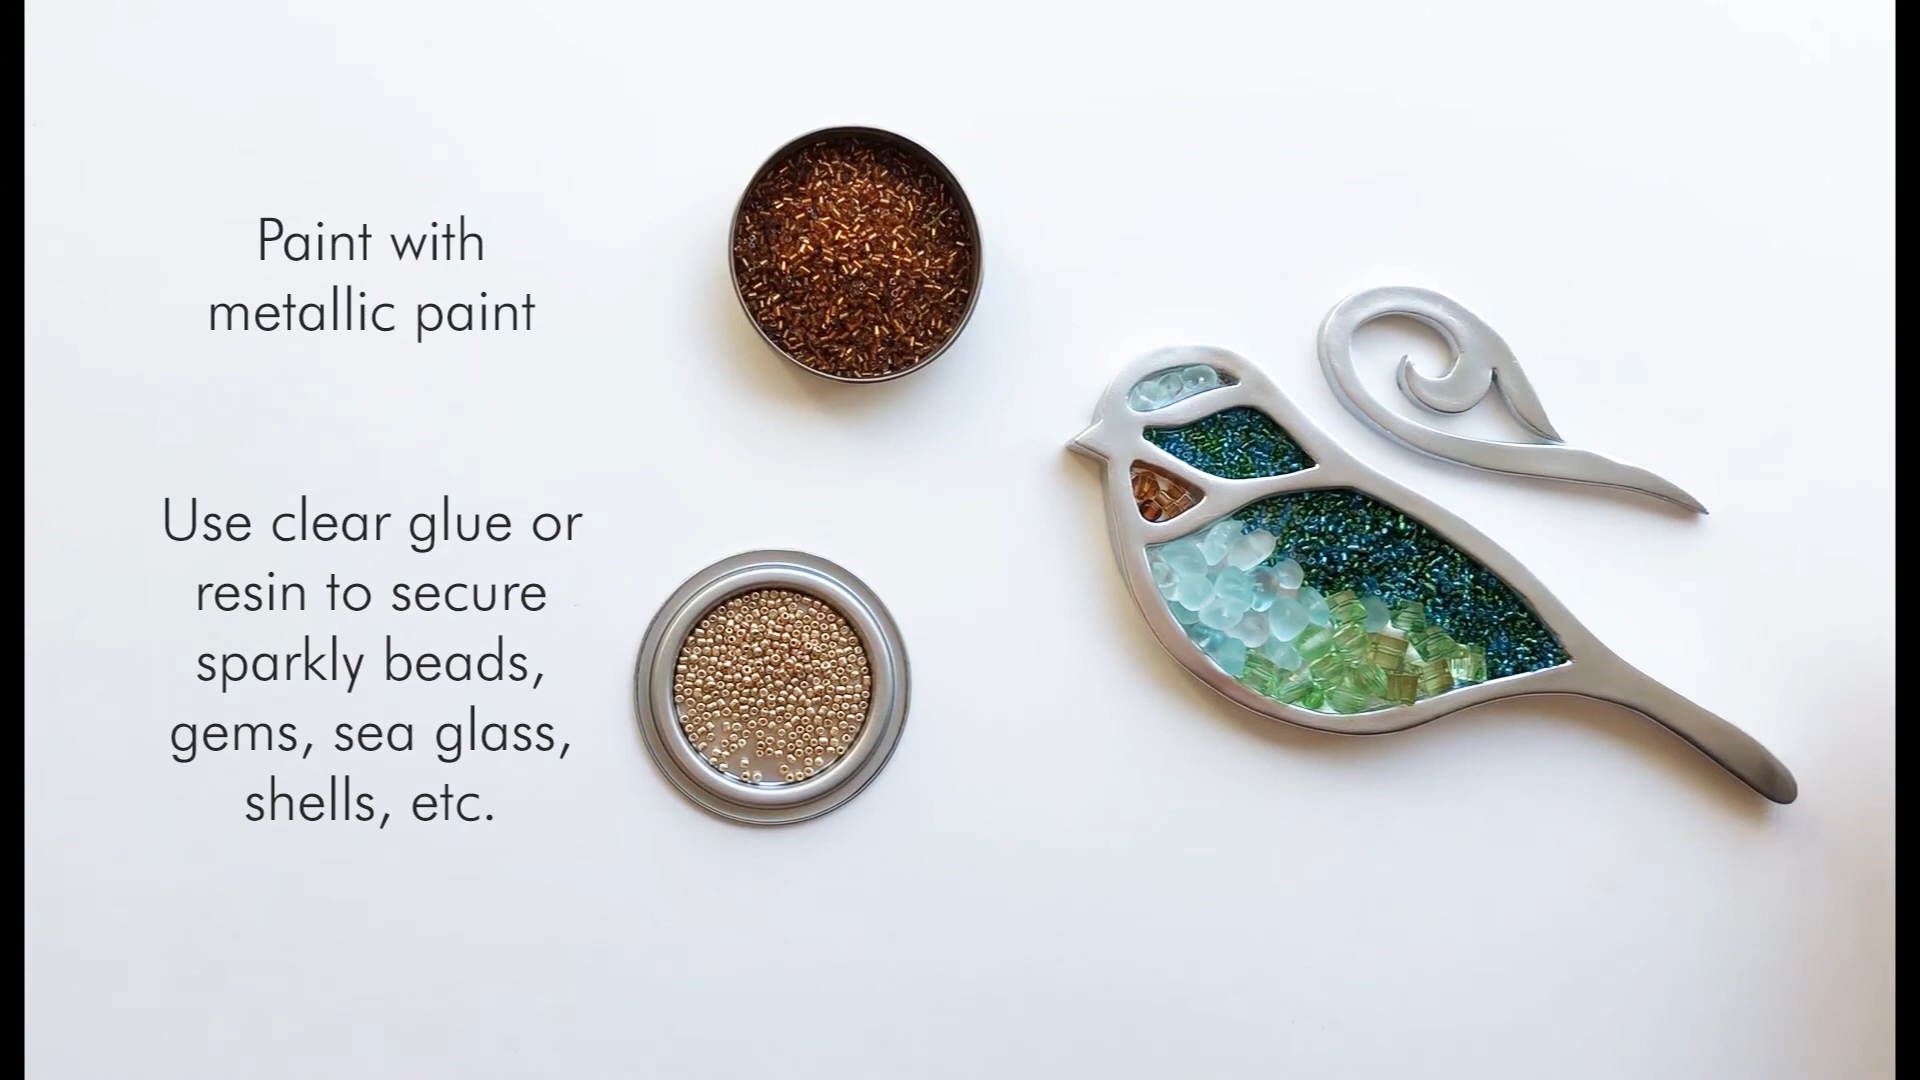 Paint with
metallic paint
Use clear glue or
resin to secure
sparkly beads,
gems, sea glass,
shells, etc.